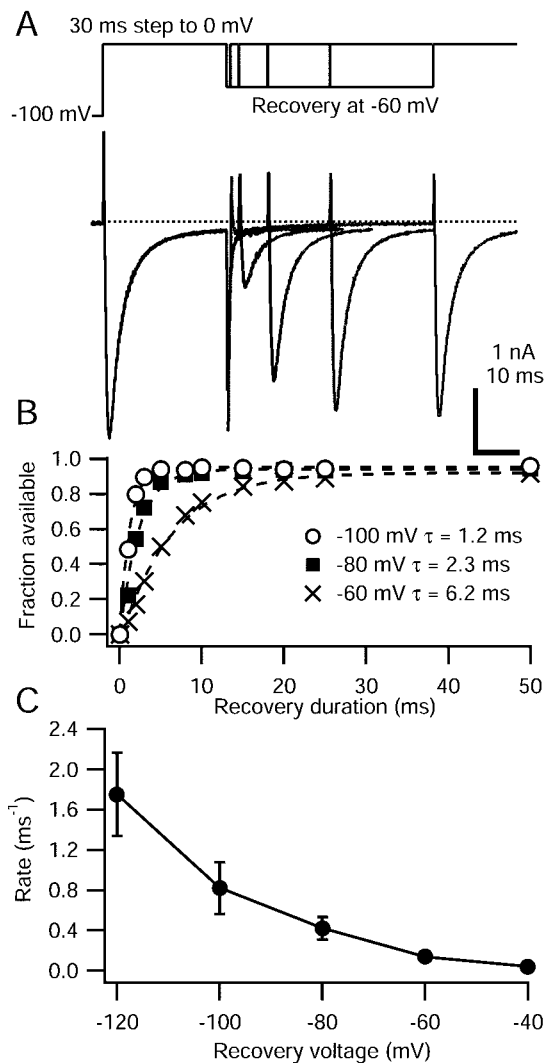 A
30 ms step to 0 mV
-100 mV
Recovery at -60 mV
1 nA
10 ms
B
Fraction available
1.0
0.8
0.6
0.4
0.2
0.0
-100 mV τ = 1.2 ms
-80 mV τ = 2.3 ms
-60 mV τ = 6.2 ms
0 10 20 30 40 50
Recovery duration (ms)
C
Rate (ms⁻¹)
2.4
2.0
1.6
1.2
0.8
0.4
0.0
-120 -100 -80 -60 -40
Recovery voltage (mV)